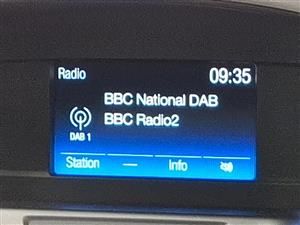 Radio 09:35
BBC National DAB
BBC Radio2
DAB 1
Station — Info